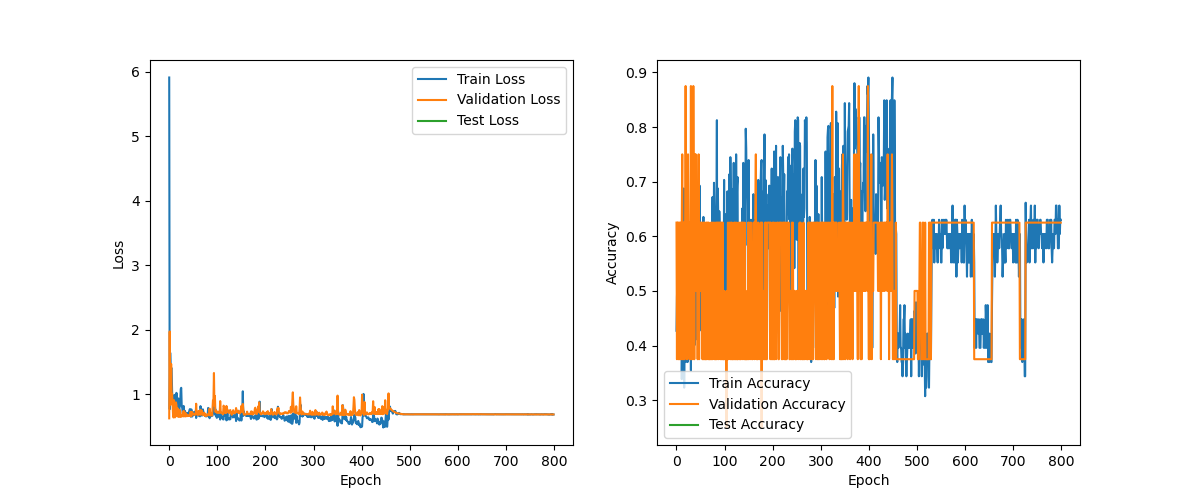 6
5
4
3
2
1
Loss
0 100 200 300 400 500 600 700 800
Epoch
Train Loss
Validation Loss
Test Loss
0.9
0.8
0.7
0.6
0.5
0.4
0.3
Accuracy
0 100 200 300 400 500 600 700 800
Epoch
Train Accuracy
Validation Accuracy
Test Accuracy